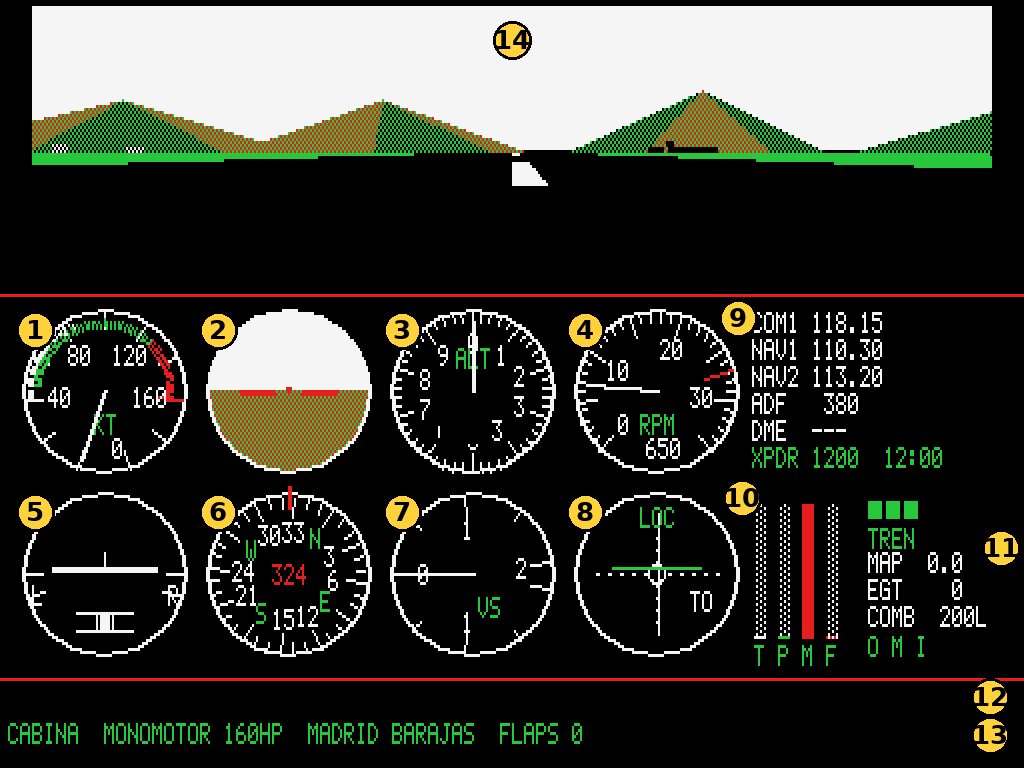 14
1
80 120
40 160
KT
0
2
3
9 ALT 1
8 2
7 3
3
4
20
10
30
0 RPM
650
9
COM1 118.15
NAV1 110.30
NAV2 113.20
ADF 380
DME ---
XPDR 1200 12:00
5
L R
6
30 33 N
W 3
24 324 6
21 E
S 15 12
7
1
0 2
VS
1
8
LOC
TO
10
T P M F
11
TREN
MAP 0.0
EGT 0
COMB 200L
O M I
12
CABINA MONOMOTOR 160HP MADRID BARAJAS FLAPS 0
13